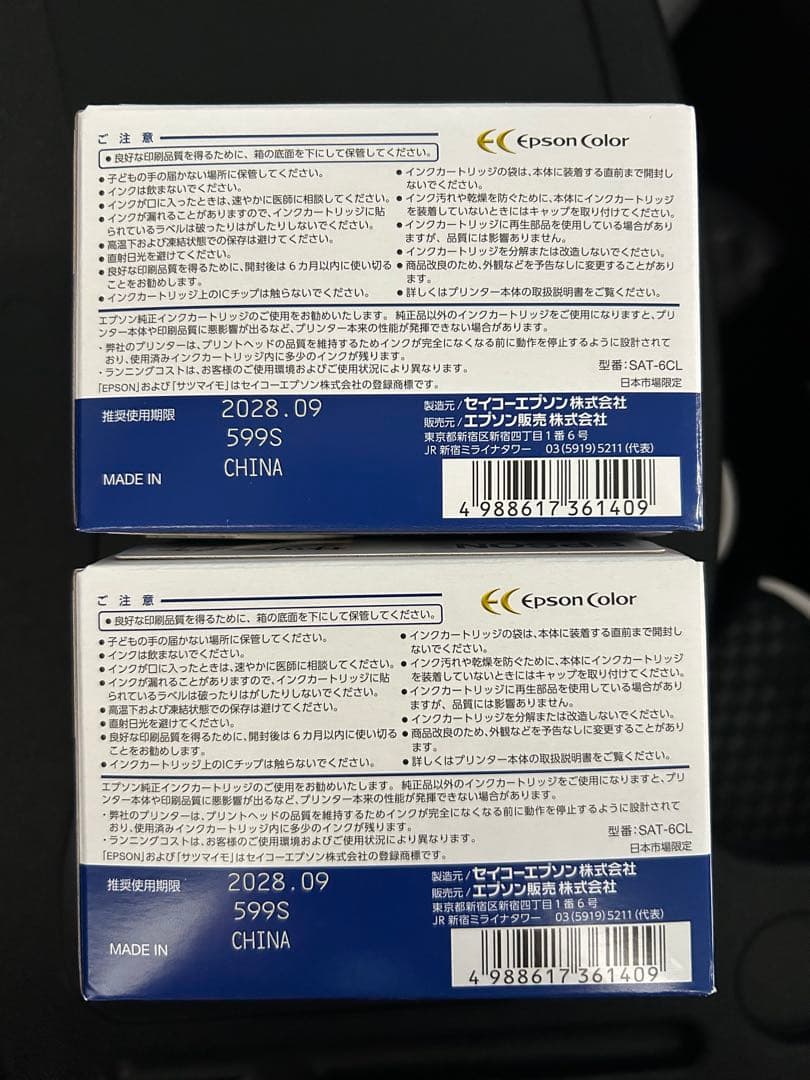 ご注意
Epson Color
●良好な印刷品質を得るために、箱の底面を下にして保管してください。
●子どもの手の届かない場所に保管してください。
●インクは飲まないでください。
●インクが口に入ったときは、速やかに医師に相談してください。
●インクが漏れることがありますので、インクカートリッジに貼
られているラベルは破ったりはがしたりしないでください。
●高温下および凍結状態での保存は避けてください。
●直射日光を避けてください。
●良好な印刷品質を得るために、開封後は6カ月以内に使い切る
ことをお勧めします。
●インクカートリッジ上のICチップは触らないでください。
●インクカートリッジの袋は、本体に装着する直前まで開封し
ないでください。
●インク汚れや乾燥を防ぐために、本体にインクカートリッジ
を装着していないときにはキャップを取り付けてください。
●インクカートリッジに再生部品を使用している場合があり
ますが、品質には影響ありません。
●インクカートリッジを分解または改造しないでください。
●商品改良のため、外観などを予告なしに変更することがあり
ます。
●詳しくはプリンター本体の取扱説明書をご覧ください。
エプソン純正インクカートリッジのご使用をお勧めいたします。純正品以外のインクカートリッジをご使用になりますと、プリ
ンター本体や印刷品質に悪影響が出るなど、プリンター本来の性能が発揮できない場合があります。
・弊社のプリンターは、プリントヘッドの品質を維持するためインクが完全になくなる前に動作を停止するように設計されて
おり、使用済みインクカートリッジ内に多少のインクが残ります。
・ランニングコストは、お客様のご使用環境およびご使用状況により異なります。
型番:SAT-6CL
「EPSON」および「サツマイモ」はセイコーエプソン株式会社の登録商標です。
日本市場限定
推奨使用期限
2028.09
599S
MADE IN
CHINA
製造元/セイコーエプソン株式会社
販売元/エプソン販売株式会社
東京都新宿区新宿四丁目1番6号
JR新宿ミライナタワー 03(5919)5211(代表)
4 988617 361409
EPSON
ご注意
Epson Color
●良好な印刷品質を得るために、箱の底面を下にして保管してください。
●子どもの手の届かない場所に保管してください。
●インクは飲まないでください。
●インクが口に入ったときは、速やかに医師に相談してください。
●インクが漏れることがありますので、インクカートリッジに貼
られているラベルは破ったりはがしたりしないでください。
●高温下および凍結状態での保存は避けてください。
●直射日光を避けてください。
●良好な印刷品質を得るために、開封後は6カ月以内に使い切る
ことをお勧めします。
●インクカートリッジ上のICチップは触らないでください。
●インクカートリッジの袋は、本体に装着する直前まで開封し
ないでください。
●インク汚れや乾燥を防ぐために、本体にインクカートリッジ
を装着していないときにはキャップを取り付けてください。
●インクカートリッジに再生部品を使用している場合があり
ますが、品質には影響ありません。
●インクカートリッジを分解または改造しないでください。
●商品改良のため、外観などを予告なしに変更することがあり
ます。
●詳しくはプリンター本体の取扱説明書をご覧ください。
エプソン純正インクカートリッジのご使用をお勧めいたします。純正品以外のインクカートリッジをご使用になりますと、プリ
ンター本体や印刷品質に悪影響が出るなど、プリンター本来の性能が発揮できない場合があります。
・弊社のプリンターは、プリントヘッドの品質を維持するためインクが完全になくなる前に動作を停止するように設計されて
おり、使用済みインクカートリッジ内に多少のインクが残ります。
・ランニングコストは、お客様のご使用環境およびご使用状況により異なります。
型番:SAT-6CL
「EPSON」および「サツマイモ」はセイコーエプソン株式会社の登録商標です。
日本市場限定
推奨使用期限
2028.09
599S
MADE IN
CHINA
製造元/セイコーエプソン株式会社
販売元/エプソン販売株式会社
東京都新宿区新宿四丁目1番6号
JR新宿ミライナタワー 03(5919)5211(代表)
4 988617 361409